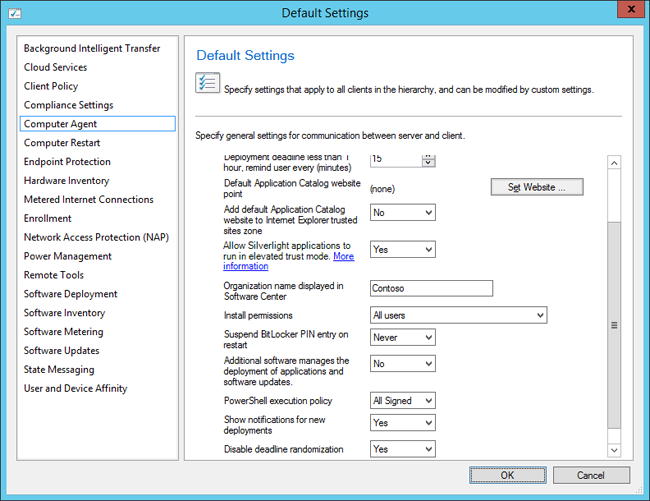 Default Settings
x
Background Intelligent Transfer
Cloud Services
Client Policy
Compliance Settings
Computer Agent
Computer Restart
Endpoint Protection
Hardware Inventory
Metered Internet Connections
Enrollment
Network Access Protection (NAP)
Power Management
Remote Tools
Software Deployment
Software Inventory
Software Metering
Software Updates
State Messaging
User and Device Affinity
Default Settings
Specify settings that apply to all clients in the hierarchy, and can be modified by custom settings.
Specify general settings for communication between server and client.
Deployment deadline less than 1
hour, remind user every (minutes)
15
Default Application Catalog website
point
(none)
Set Website ...
Add default Application Catalog
website to Internet Explorer trusted
sites zone
No
Allow Silverlight applications to
run in elevated trust mode. More
information
Yes
Organization name displayed in
Software Center
Contoso
Install permissions
All users
Suspend BitLocker PIN entry on
restart
Never
Additional software manages the
deployment of applications and
software updates.
No
PowerShell execution policy
All Signed
Show notifications for new
deployments
Yes
Disable deadline randomization
Yes
OK
Cancel